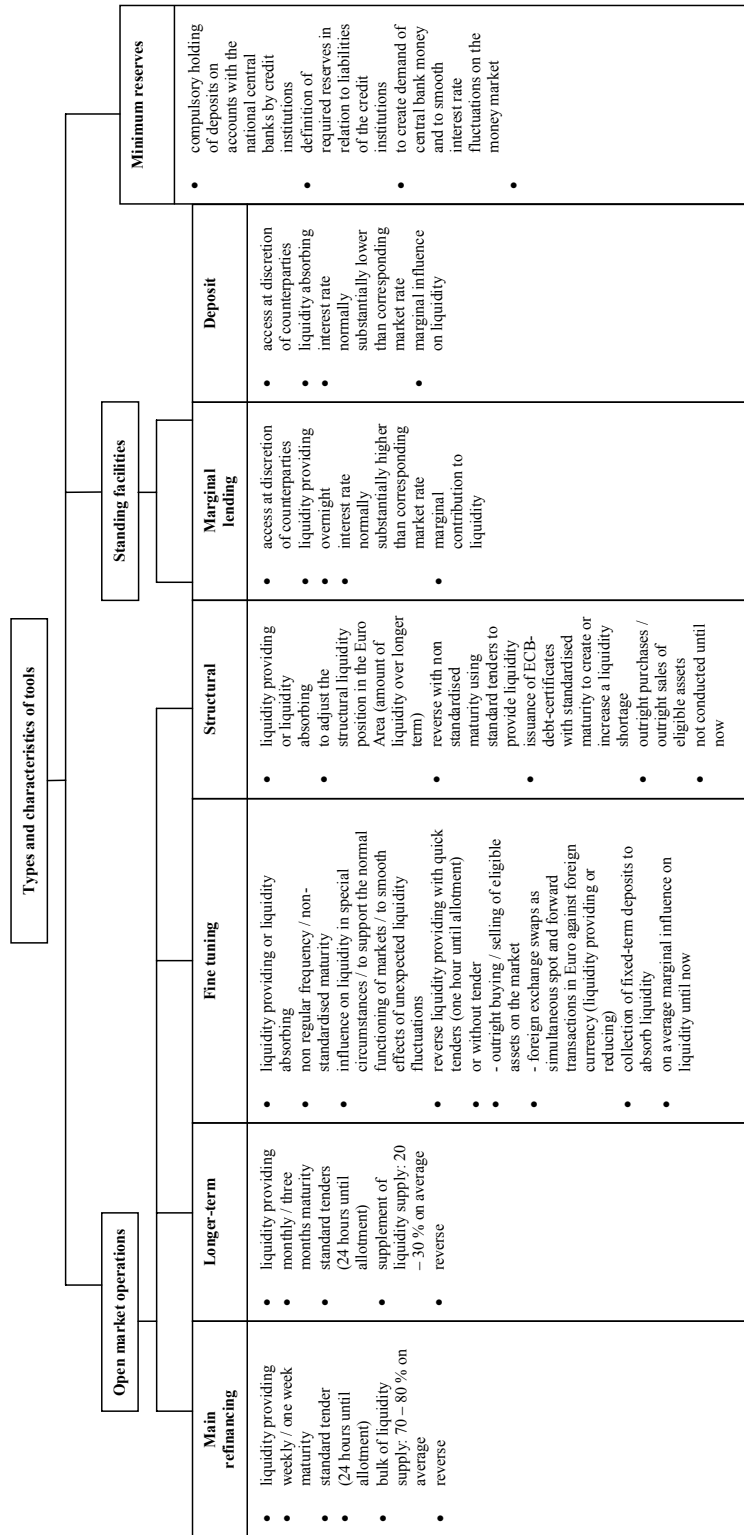 Types and characteristics of tools
Open market operations
Standing facilities
Minimum reserves
Main
refinancing
Longer-term
Fine tuning
Structural
Marginal
lending
Deposit
• liquidity providing
• weekly / one week
maturity
• standard tender
• (24 hours until
allotment)
• bulk of liquidity
supply: 70 – 80 % on
average
• reverse
• liquidity providing
• monthly / three
months maturity
• standard tenders
(24 hours until
allotment)
• supplement of
liquidity supply: 20
– 30 % on average
• reverse
• liquidity providing or liquidity
absorbing
• non regular frequency / non-
standardised maturity
• influence on liquidity in special
circumstances / to support the normal
functioning of markets / to smooth
effects of unexpected liquidity
fluctuations
• reverse liquidity providing with quick
tenders (one hour until allotment)
• or without tender
• - outright buying / selling of eligible
assets on the market
• - foreign exchange swaps as
simultaneous spot and forward
transactions in Euro against foreign
currency (liquidity providing or
reducing)
• collection of fixed-term deposits to
absorb liquidity
• on average marginal influence on
liquidity until now
• liquidity providing
or liquidity
absorbing
• to adjust the
structural liquidity
position in the Euro
Area (amount of
liquidity over longer
term)
• reverse with non
standardised
maturity using
standard tenders to
provide liquidity
• issuance of ECB-
debt-certificates
with standardised
maturity to create or
increase a liquidity
shortage
• outright purchases /
outright sales of
eligible assets
• not conducted until
now
• access at discretion
of counterparties
• liquidity providing
• overnight
• interest rate
normally
substantially higher
than corresponding
market rate
• marginal
contribution to
liquidity
• access at discretion
of counterparties
• liquidity absorbing
• interest rate
normally
substantially lower
than corresponding
market rate
• marginal influence
on liquidity
• compulsory holding
of deposits on
accounts with the
national central
banks by credit
institutions
• definition of
required reserves in
relation to liabilities
of the credit
institutions
• to create demand of
central bank money
and to smooth
interest rate
fluctuations on the
money market
•